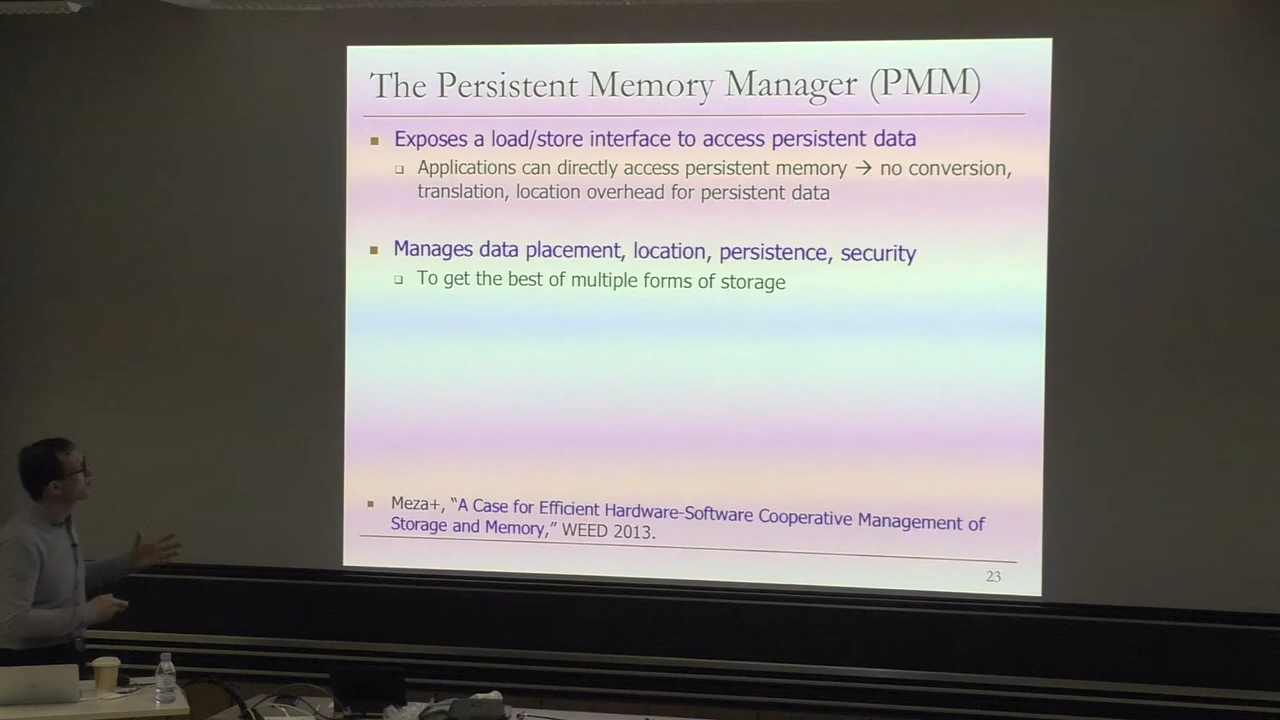 The Persistent Memory Manager (PMM)
Exposes a load/store interface to access persistent data
Applications can directly access persistent memory → no conversion,
translation, location overhead for persistent data
Manages data placement, location, persistence, security
To get the best of multiple forms of storage
Meza+, “A Case for Efficient Hardware-Software Cooperative Management of
Storage and Memory,” WEED 2013.
23